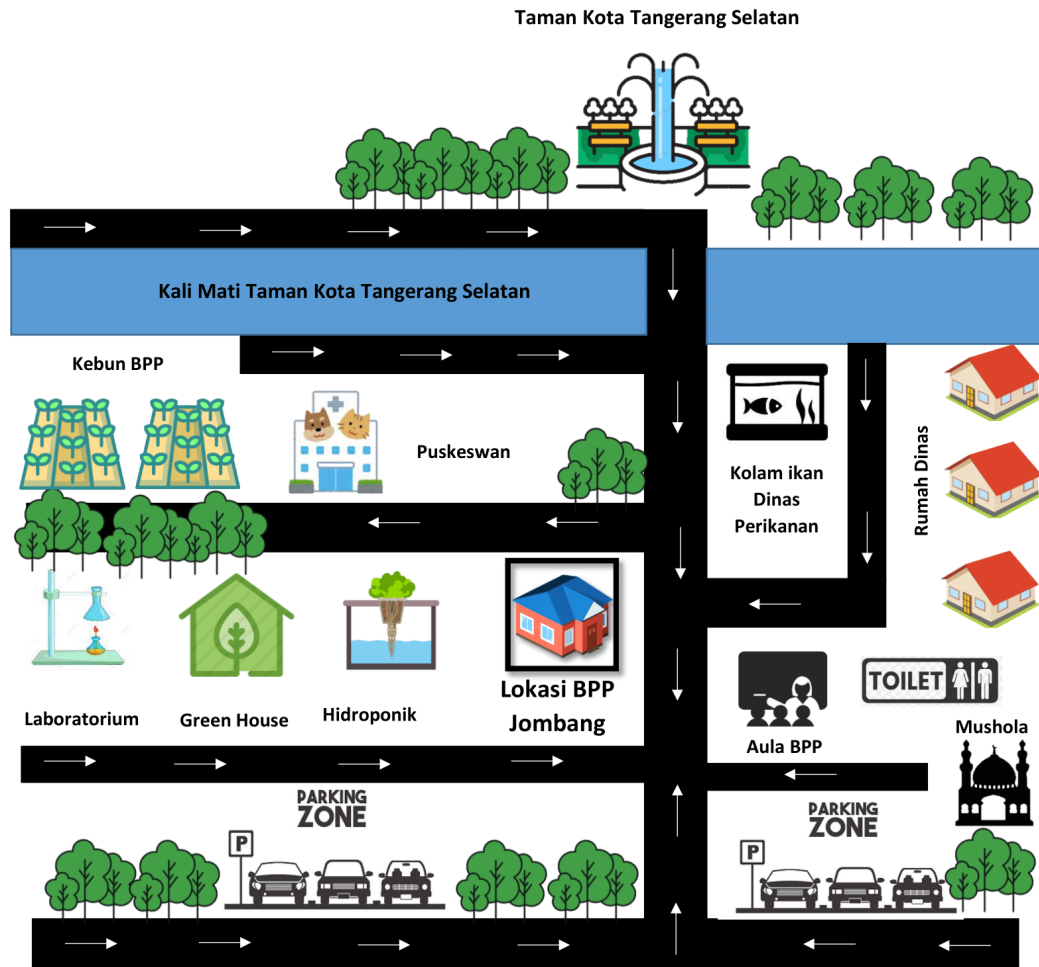 Taman Kota Tangerang Selatan
Kali Mati Taman Kota Tangerang Selatan
Kebun BPP
Puskeswan
Kolam ikan
Dinas
Perikanan
Rumah Dinas
Laboratorium
Green House
Hidroponik
Lokasi BPP
Jombang
TOILET
Aula BPP
Mushola
PARKING
ZONE
P
PARKING
ZONE
P